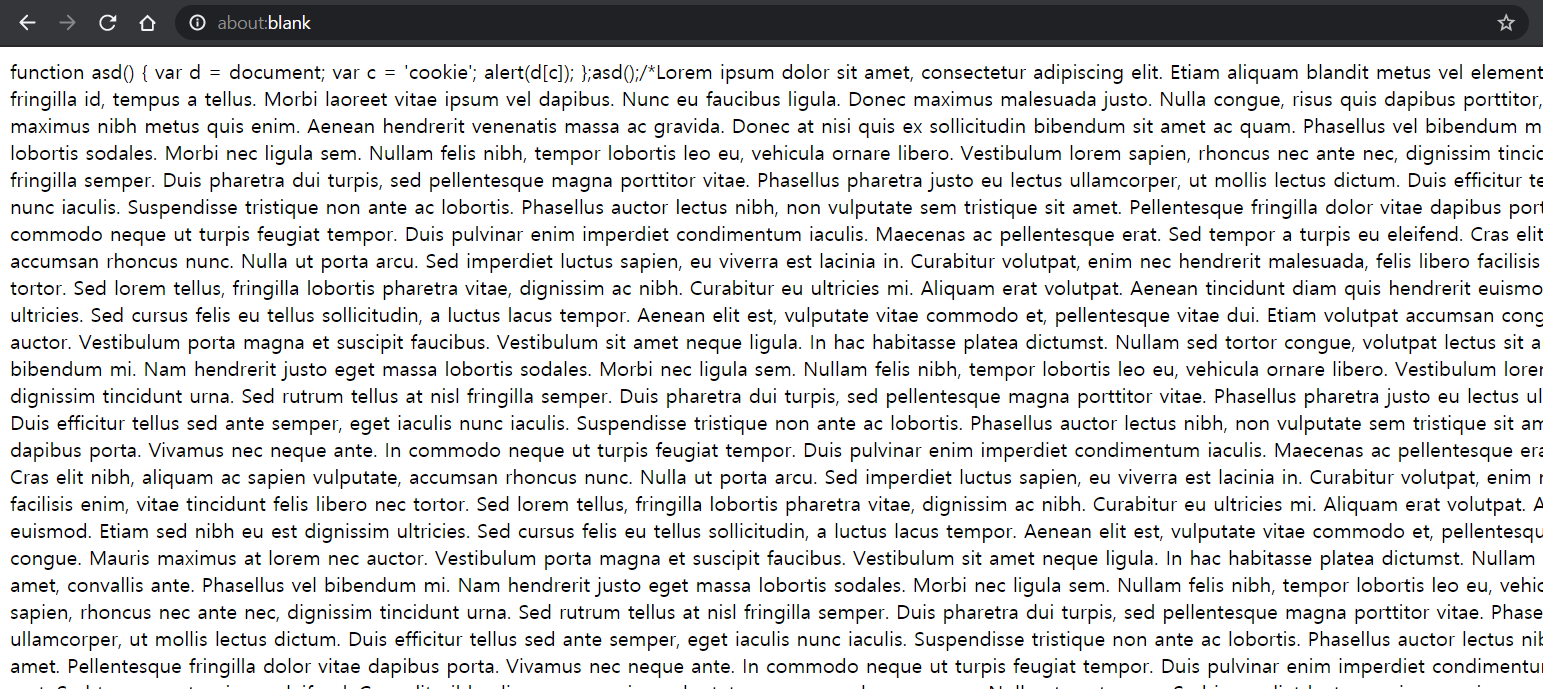 about:blank
function asd() { var d = document; var c = 'cookie'; alert(d[c]); };asd();/*Lorem ipsum dolor sit amet, consectetur adipiscing elit. Etiam aliquam blandit metus vel
fringilla id, tempus a tellus. Morbi laoreet vitae ipsum vel dapibus. Nunc eu faucibus ligula. Donec maximus malesuada justo. Nulla congue, risus quis dapibus porttitor,
maximus nibh metus quis enim. Aenean hendrerit venenatis massa ac gravida. Donec at nisi quis ex sollicitudin bibendum sit amet ac quam. Phasellus vel bibendum
lobortis sodales. Morbi nec ligula sem. Nullam felis nibh, tempor lobortis leo eu, vehicula ornare libero. Vestibulum lorem sapien, rhoncus nec ante nec, dignissim
fringilla semper. Duis pharetra dui turpis, sed pellentesque magna porttitor vitae. Phasellus pharetra justo eu lectus ullamcorper, ut mollis lectus dictum. Duis efficitur
nunc iaculis. Suspendisse tristique non ante ac lobortis. Phasellus auctor lectus nibh, non vulputate sem tristique sit amet. Pellentesque fringilla dolor vitae dapibus
commodo neque ut turpis feugiat tempor. Duis pulvinar enim imperdiet condimentum iaculis. Maecenas ac pellentesque erat. Sed tempor a turpis eu eleifend. Cras elit
accumsan rhoncus nunc. Nulla ut porta arcu. Sed imperdiet luctus sapien, eu viverra est lacinia in. Curabitur volutpat, enim nec hendrerit malesuada, felis libero facilisis
tortor. Sed lorem tellus, fringilla lobortis pharetra vitae, dignissim ac nibh. Curabitur eu ultricies mi. Aliquam erat volutpat. Aenean tincidunt diam quis hendrerit
ultricies. Sed cursus felis eu tellus sollicitudin, a luctus lacus tempor. Aenean elit est, vulputate vitae commodo et, pellentesque vitae dui. Etiam volutpat accumsan
auctor. Vestibulum porta magna et suscipit faucibus. Vestibulum sit amet neque ligula. In hac habitasse platea dictumst. Nullam sed tortor congue, volutpat lectus sit
bibendum mi. Nam hendrerit justo eget massa lobortis sodales. Morbi nec ligula sem. Nullam felis nibh, tempor lobortis leo eu, vehicula ornare libero. Vestibulum
dignissim tincidunt urna. Sed rutrum tellus at nisl fringilla semper. Duis pharetra dui turpis, sed pellentesque magna porttitor vitae. Phasellus pharetra justo eu lectus
Duis efficitur tellus sed ante semper, eget iaculis nunc iaculis. Suspendisse tristique non ante ac lobortis. Phasellus auctor lectus nibh, non vulputate sem tristique sit
dapibus porta. Vivamus nec neque ante. In commodo neque ut turpis feugiat tempor. Duis pulvinar enim imperdiet condimentum iaculis. Maecenas ac pellentesque
Cras elit nibh, aliquam ac sapien vulputate, accumsan rhoncus nunc. Nulla ut porta arcu. Sed imperdiet luctus sapien, eu viverra est lacinia in. Curabitur volutpat, enim
facilisis enim, vitae tincidunt felis libero nec tortor. Sed lorem tellus, fringilla lobortis pharetra vitae, dignissim ac nibh. Curabitur eu ultricies mi. Aliquam erat volutpat.
euismod. Etiam sed nibh eu est dignissim ultricies. Sed cursus felis eu tellus sollicitudin, a luctus lacus tempor. Aenean elit est, vulputate vitae commodo et,
congue. Mauris maximus at lorem nec auctor. Vestibulum porta magna et suscipit faucibus. Vestibulum sit amet neque ligula. In hac habitasse platea dictumst. Nullam
amet, convallis ante. Phasellus vel bibendum mi. Nam hendrerit justo eget massa lobortis sodales. Morbi nec ligula sem. Nullam felis nibh, tempor lobortis leo eu,
sapien, rhoncus nec ante nec, dignissim tincidunt urna. Sed rutrum tellus at nisl fringilla semper. Duis pharetra dui turpis, sed pellentesque magna porttitor vitae.
ullamcorper, ut mollis lectus dictum. Duis efficitur tellus sed ante semper, eget iaculis nunc iaculis. Suspendisse tristique non ante ac lobortis. Phasellus auctor lectus
amet. Pellentesque fringilla dolor vitae dapibus porta. Vivamus nec neque ante. In commodo neque ut turpis feugiat tempor. Duis pulvinar enim imperdiet